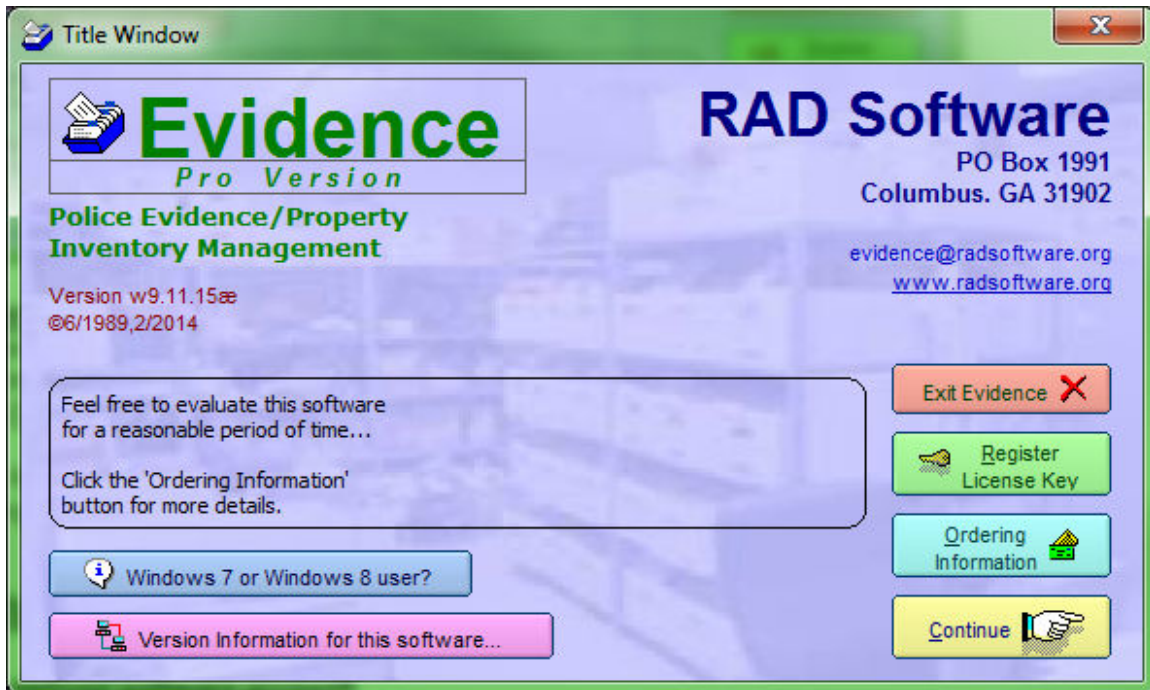 Title Window
Evidence
Pro Version
Police Evidence/Property
Inventory Management
Version w9.11.15æ
©6/1989,2/2014
RAD Software
PO Box 1991
Columbus. GA 31902
evidence@radsoftware.org
www.radsoftware.org
Feel free to evaluate this software
for a reasonable period of time...
Click the 'Ordering Information'
button for more details.
Windows 7 or Windows 8 user?
Version Information for this software...
Exit Evidence
Register
License Key
Ordering
Information
Continue